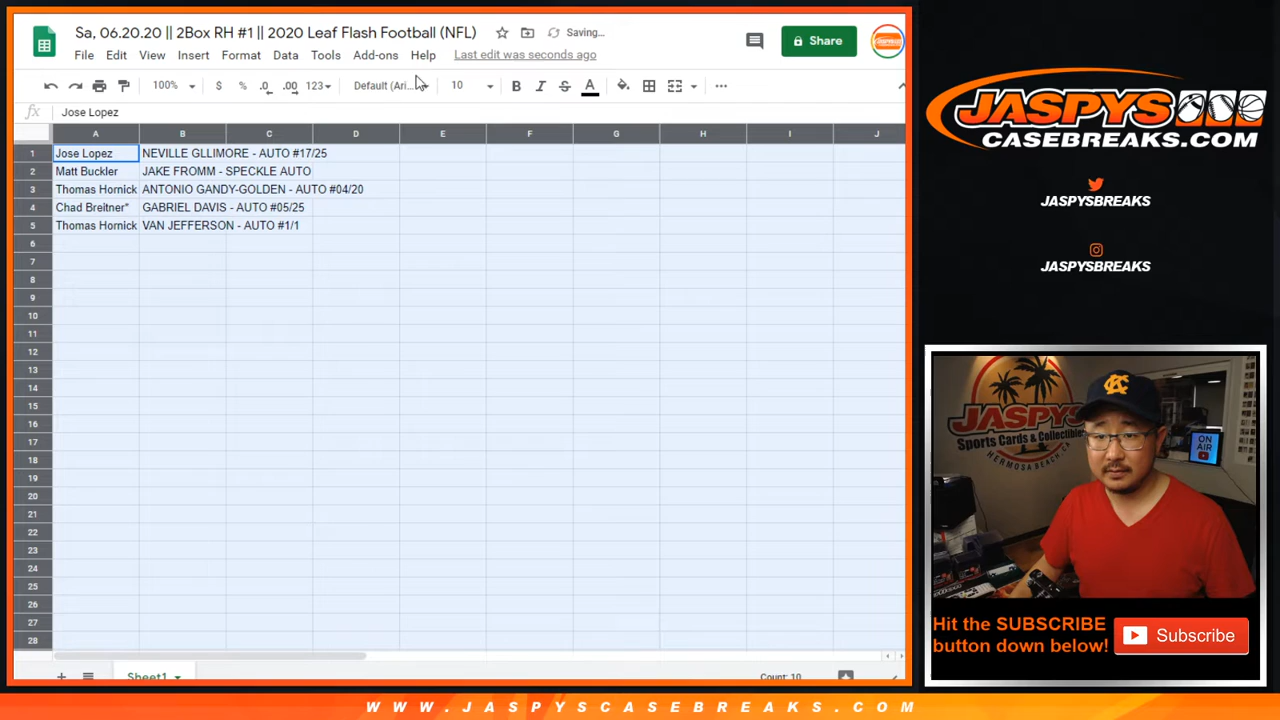 Sa, 06.20.20 || 2Box RH #1 || 2020 Leaf Flash Football (NFL)
Saving...
Share
File Edit View Insert Format Data Tools Add-ons Help Last edit was seconds ago
100% $ % .0 .00 123 Default (Ari... 10 B I S A
fx Jose Lopez
A B C D E F G H I J
1 Jose Lopez NEVILLE GLLIMORE - AUTO #17/25
2 Matt Buckler JAKE FROMM - SPECKLE AUTO
3 Thomas Hornick ANTONIO GANDY-GOLDEN - AUTO #04/20
4 Chad Breitner" GABRIEL DAVIS - AUTO #05/25
5 Thomas Hornick VAN JEFFERSON - AUTO #1/1
6
7
8
9
10
11
12
13
14
15
16
17
18
19
20
21
22
23
24
25
26
27
28
Sheet1
Count: 10
JASPYS
CASEBREAKS.COM
JASPYSBREAKS
JASPYSBREAKS
JASPYS
Sports Cards & Collectibles
HERMOSA BEACH, CA
KC
ON
AIR
Hit the SUBSCRIBE
button down below!
Subscribe
WWW.JASPYSCASEBREAKS.COM